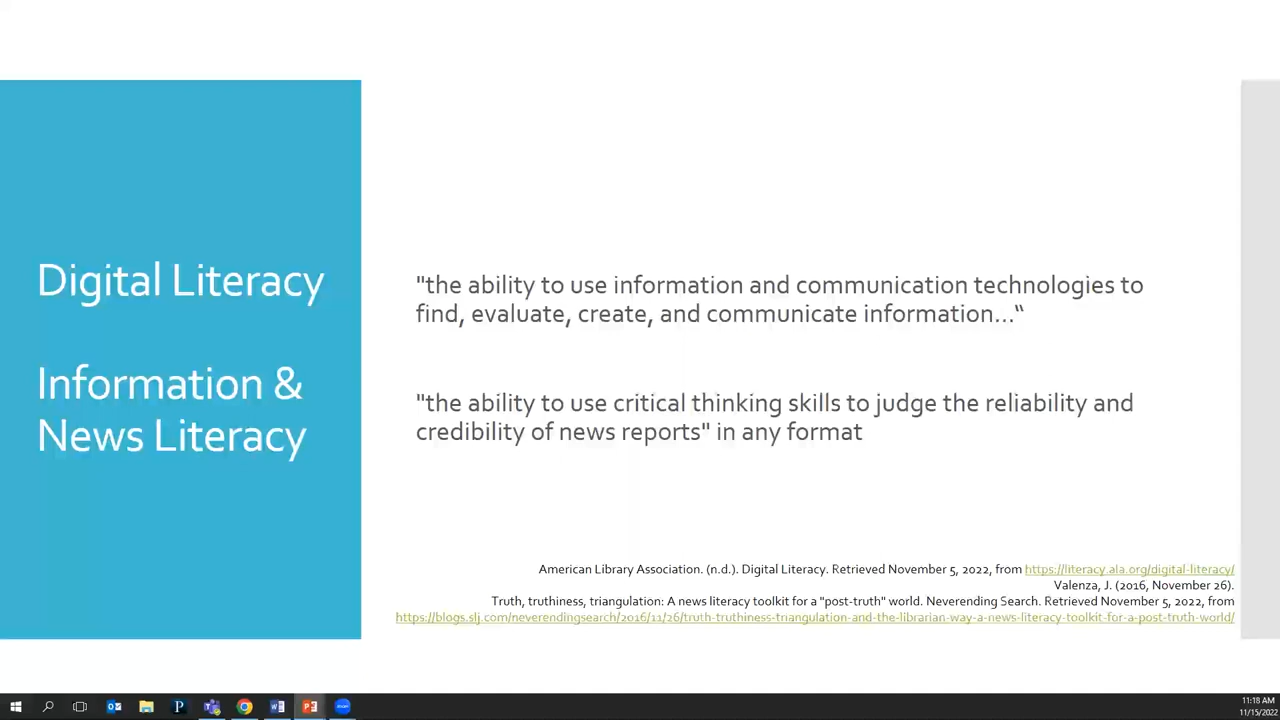 Digital Literacy
Information &
News Literacy
"the ability to use information and communication technologies to
find, evaluate, create, and communicate information...“
"the ability to use critical thinking skills to judge the reliability and
credibility of news reports" in any format
American Library Association. (n.d.). Digital Literacy. Retrieved November 5, 2022, from https://literacy.ala.org/digital-literacy/
Valenza, J. (2016, November 26).
Truth, truthiness, triangulation: A news literacy toolkit for a "post-truth" world. Neverending Search. Retrieved November 5, 2022, from
https://blogs.slj.com/neverendingsearch/2016/11/26/truth-truthiness-triangulation-and-the-librarian-way-a-news-literacy-toolkit-for-a-post-truth-world/
11:18 AM
11/15/2022